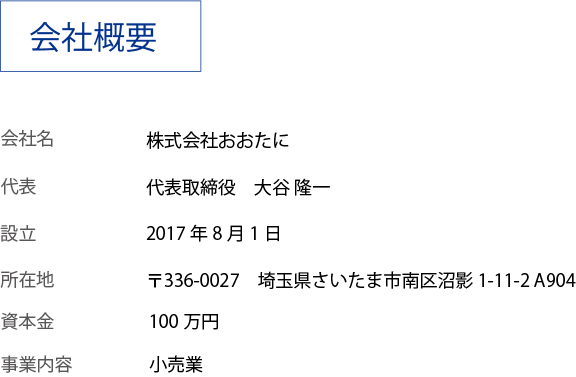 会社概要
会社名 株式会社おおたに
代表 代表取締役　大谷 隆一
設立 2017 年 8 月 1 日
所在地 〒336-0027　埼玉県さいたま市南区沼影 1-11-2 A904
資本金 100 万円
事業内容 小売業